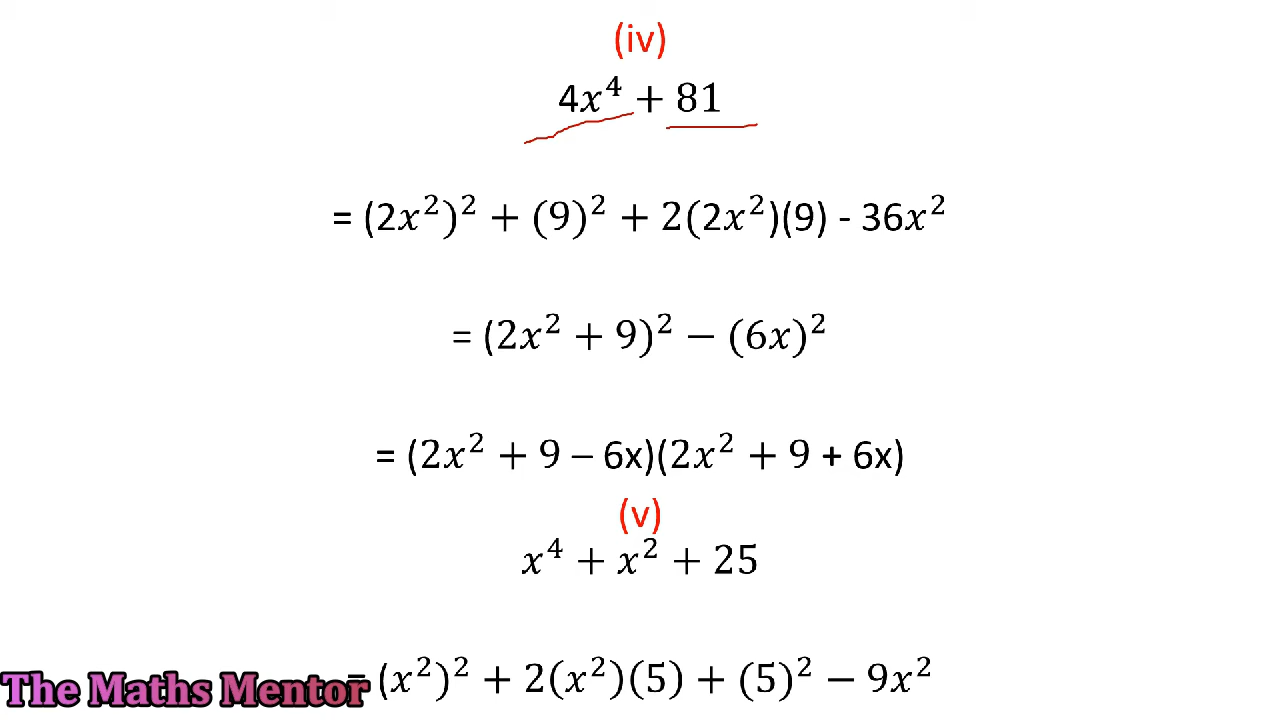 (iv)
4x⁴ + 81
= (2x²)² + (9)² + 2(2x²)(9) - 36x²
= (2x² + 9)² − (6x)²
= (2x² + 9 – 6x)(2x² + 9 + 6x)
(v)
x⁴ + x² + 25
= (x²)² + 2(x²)(5) + (5)² − 9x²
The Maths Mentor